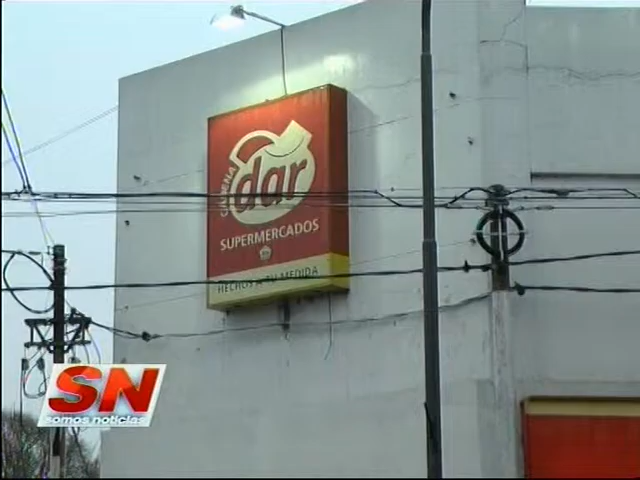 CADENA
dar
SUPERMERCADOS
HECHOS A TU MEDIDA
SN
somos noticias